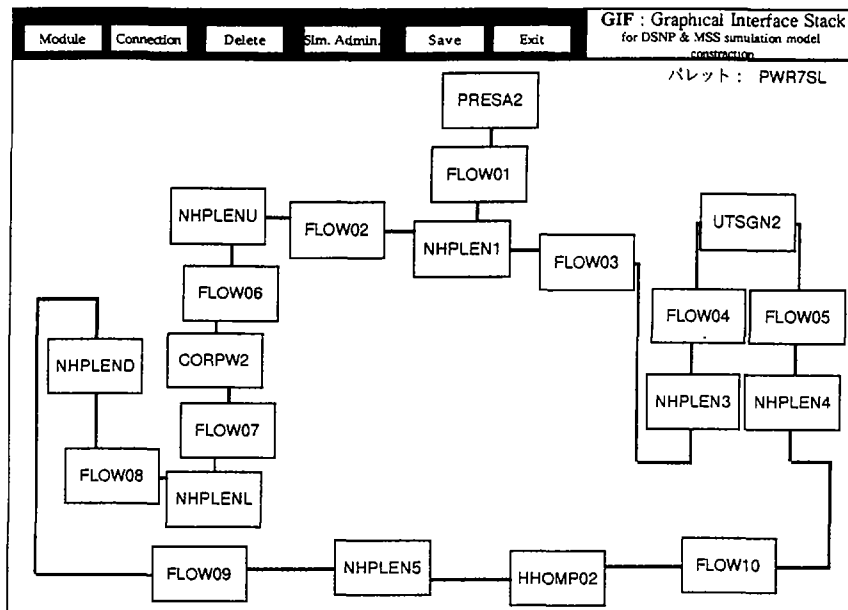 Module Connection Delete Sim. Admin. Save Exit
GIF : Graphical Interface Stack
for DSNP & MSS simulation model
constraction
パレット： PWR7SL
PRESA2
FLOW01
NHPLENU
FLOW02
NHPLEN1
FLOW03
UTSGN2
FLOW06
FLOW04
FLOW05
NHPLEND
CORPW2
NHPLEN3
NHPLEN4
FLOW07
FLOW08
NHPLENL
FLOW09
NHPLEN5
HHOMP02
FLOW10